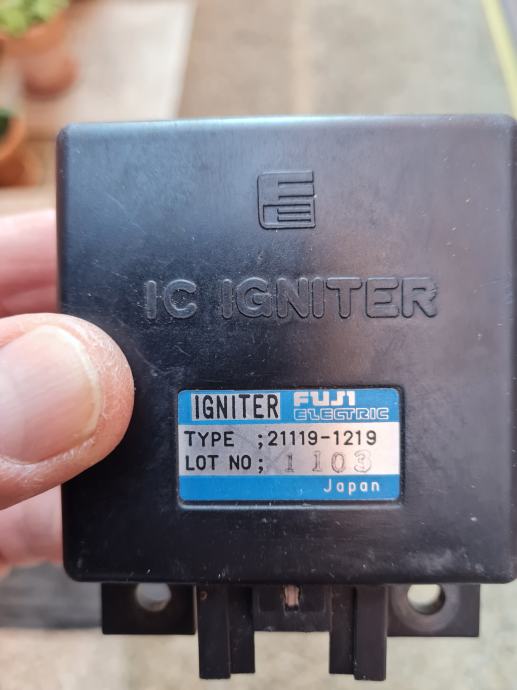 IC IGNITER
IGNITER FUJI ELECTRIC
TYPE ;21119-1219
LOT NO; 1103
Japan